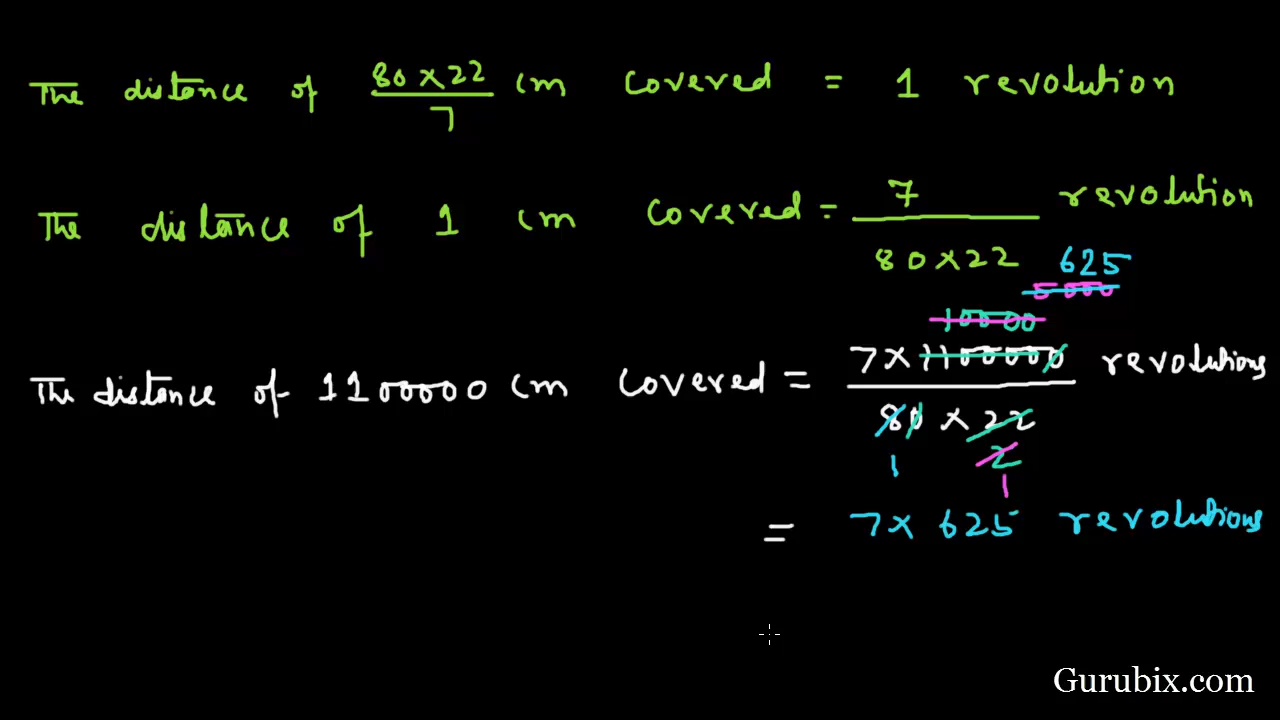 The distance of 80 × 22 / 7 cm covered = 1 revolution
The distance of 1 cm covered = 7 / 80 × 22 revolution
625
5000
10000
The distance of 1100000 cm covered = 7 × 1100000 / 80 × 22 revolutions
1 2
1
= 7 × 625 revolutions
Gurubix.com